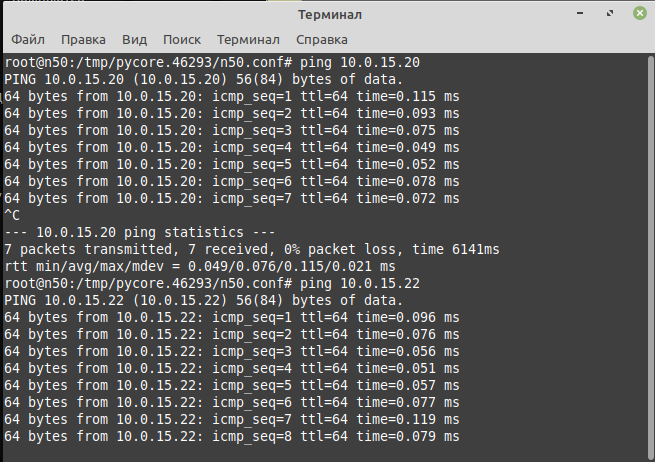 Терминал
Файл Правка Вид Поиск Терминал Справка
root@n50:/tmp/pycore.46293/n50.conf# ping 10.0.15.20
PING 10.0.15.20 (10.0.15.20) 56(84) bytes of data.
64 bytes from 10.0.15.20: icmp_seq=1 ttl=64 time=0.115 ms
64 bytes from 10.0.15.20: icmp_seq=2 ttl=64 time=0.093 ms
64 bytes from 10.0.15.20: icmp_seq=3 ttl=64 time=0.075 ms
64 bytes from 10.0.15.20: icmp_seq=4 ttl=64 time=0.049 ms
64 bytes from 10.0.15.20: icmp_seq=5 ttl=64 time=0.052 ms
64 bytes from 10.0.15.20: icmp_seq=6 ttl=64 time=0.078 ms
64 bytes from 10.0.15.20: icmp_seq=7 ttl=64 time=0.072 ms
^C
--- 10.0.15.20 ping statistics ---
7 packets transmitted, 7 received, 0% packet loss, time 6141ms
rtt min/avg/max/mdev = 0.049/0.076/0.115/0.021 ms
root@n50:/tmp/pycore.46293/n50.conf# ping 10.0.15.22
PING 10.0.15.22 (10.0.15.22) 56(84) bytes of data.
64 bytes from 10.0.15.22: icmp_seq=1 ttl=64 time=0.096 ms
64 bytes from 10.0.15.22: icmp_seq=2 ttl=64 time=0.076 ms
64 bytes from 10.0.15.22: icmp_seq=3 ttl=64 time=0.056 ms
64 bytes from 10.0.15.22: icmp_seq=4 ttl=64 time=0.051 ms
64 bytes from 10.0.15.22: icmp_seq=5 ttl=64 time=0.057 ms
64 bytes from 10.0.15.22: icmp_seq=6 ttl=64 time=0.077 ms
64 bytes from 10.0.15.22: icmp_seq=7 ttl=64 time=0.119 ms
64 bytes from 10.0.15.22: icmp_seq=8 ttl=64 time=0.079 ms